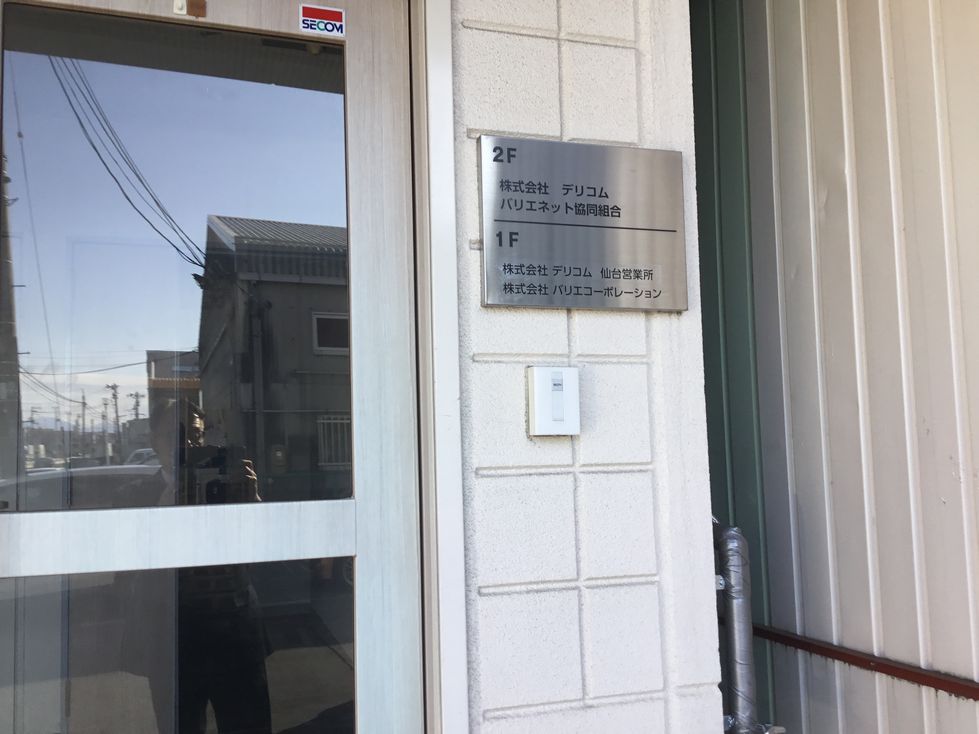 SECOM
2F
株式会社 デリコム
バリエネット協同組合
1F
株式会社 デリコム 仙台営業所
株式会社 バリエコーポレーション